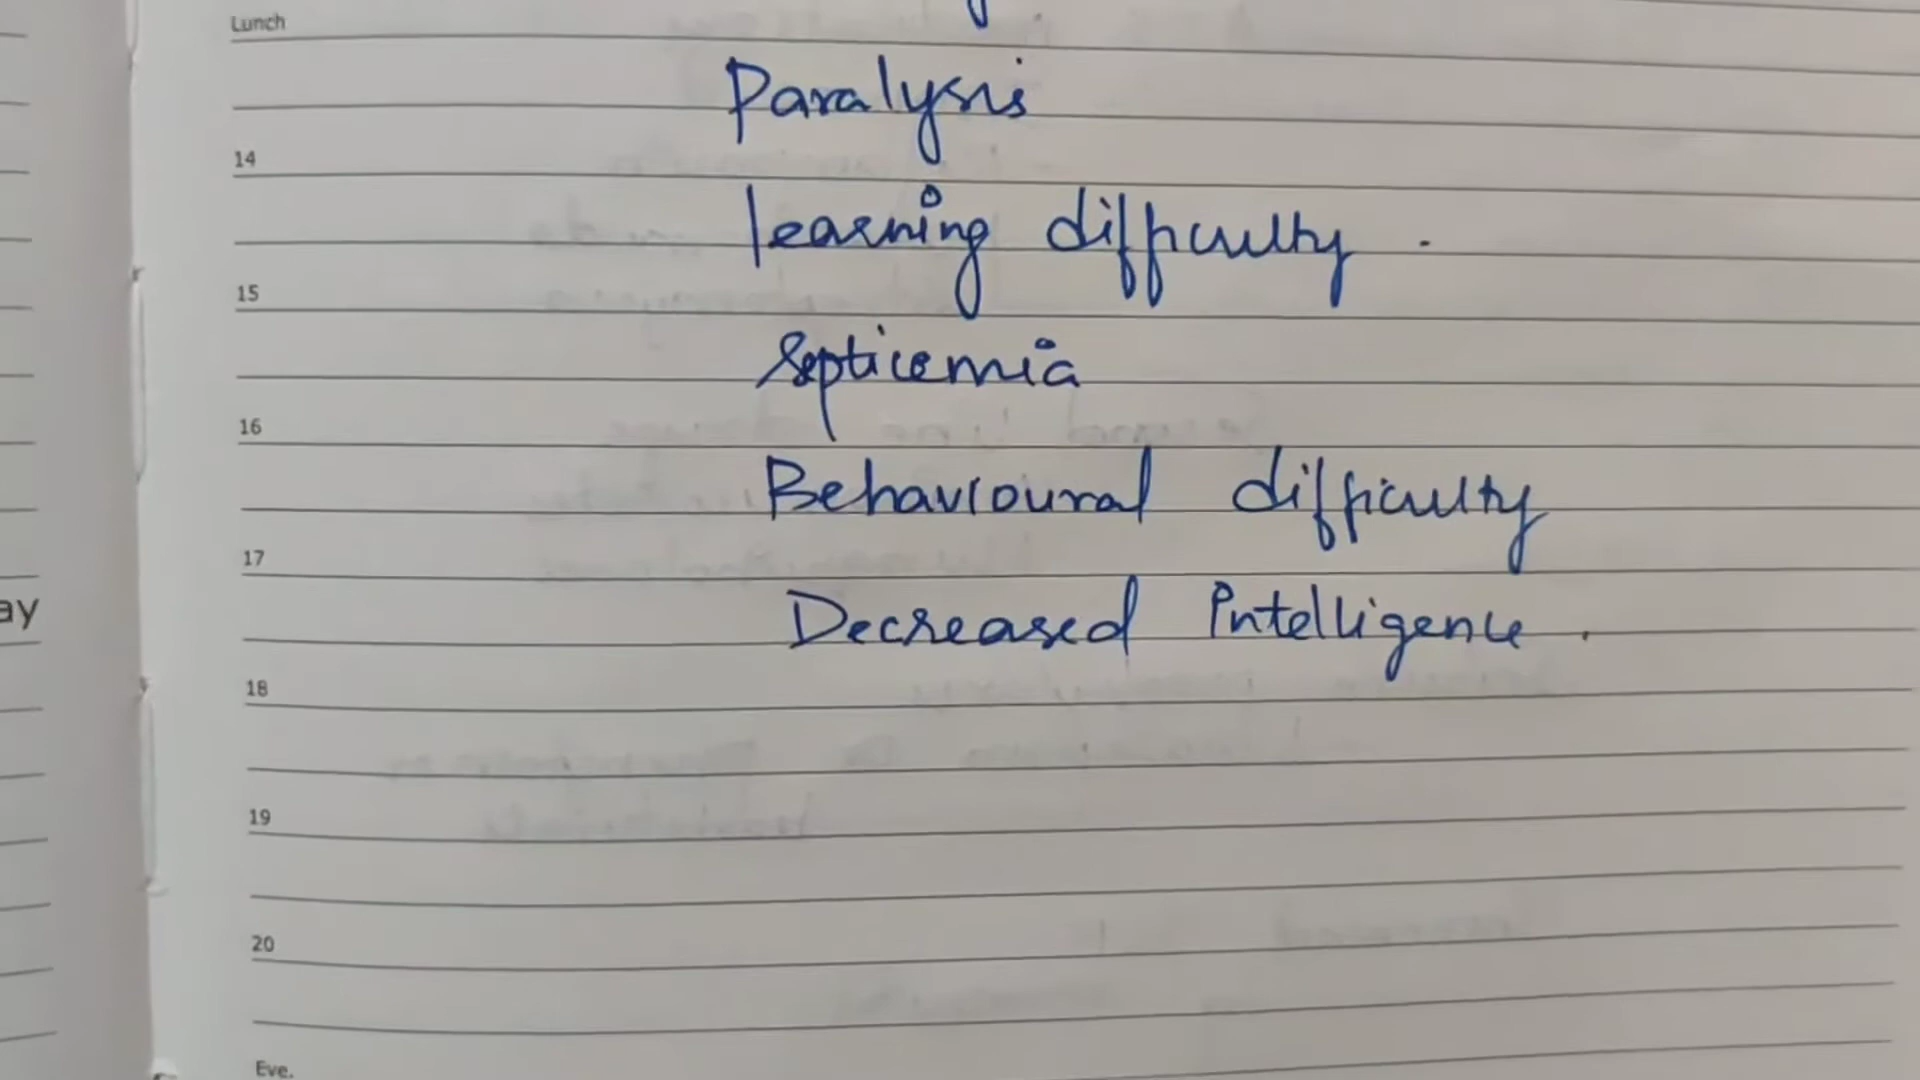 Lunch
Paralysis
14
learning difficulty .
15
Septicemia
16
Behavioural difficulty
17
Decreased Intelligence .
ay
18
19
20
Eve.